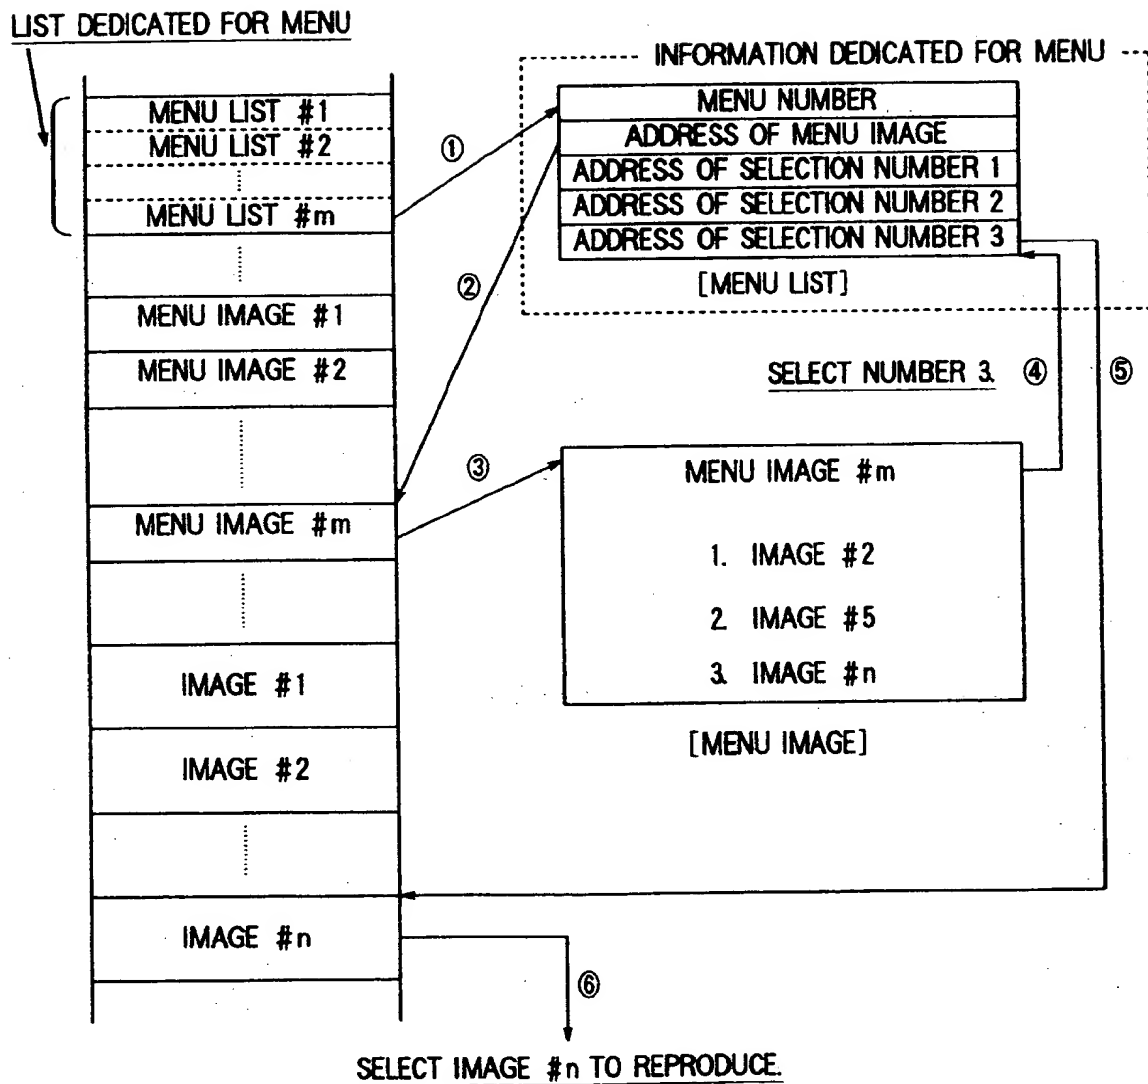 LIST DEDICATED FOR MENU
MENU LIST #1
MENU LIST #2
MENU LIST #m
MENU IMAGE #1
MENU IMAGE #2
MENU IMAGE #m
IMAGE #1
IMAGE #2
IMAGE #n
①
②
③
INFORMATION DEDICATED FOR MENU
MENU NUMBER
ADDRESS OF MENU IMAGE
ADDRESS OF SELECTION NUMBER 1
ADDRESS OF SELECTION NUMBER 2
ADDRESS OF SELECTION NUMBER 3
[MENU LIST]
SELECT NUMBER 3.
④
⑤
MENU IMAGE #m
1. IMAGE #2
2. IMAGE #5
3. IMAGE #n
[MENU IMAGE]
⑥
SELECT IMAGE #n TO REPRODUCE.